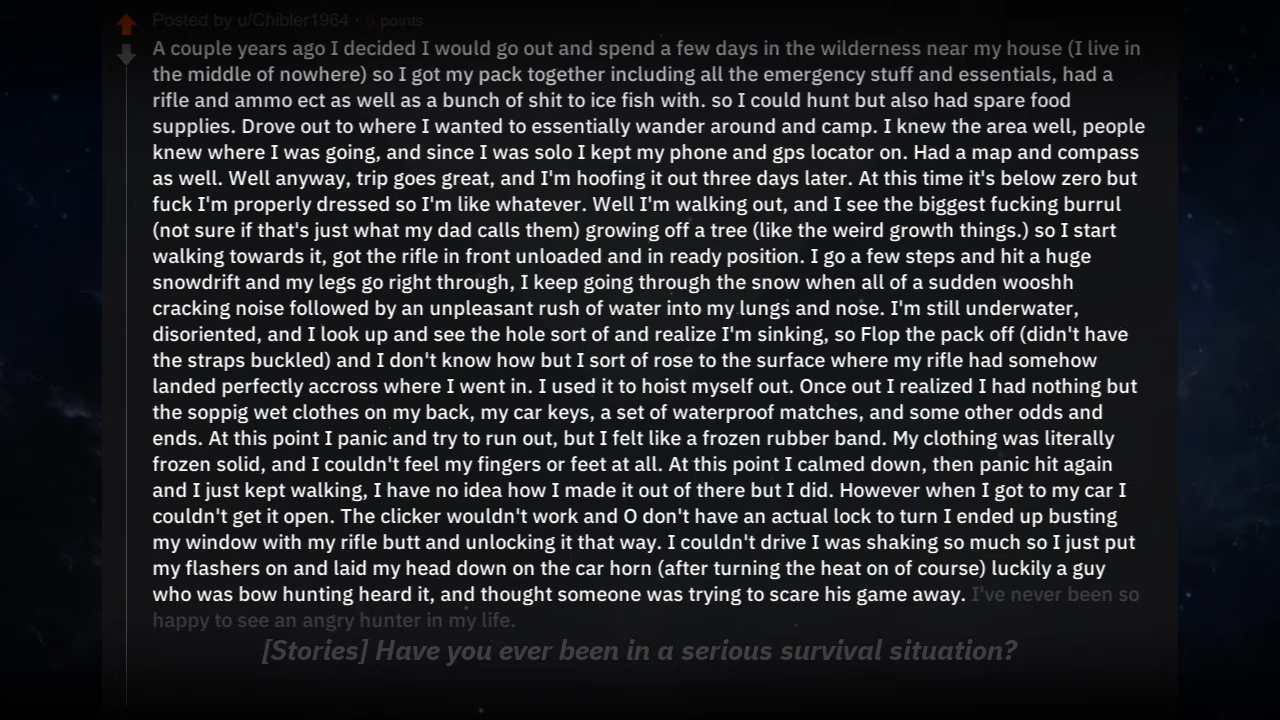 Posted by u/Chibler1964 · 6 points
A couple years ago I decided I would go out and spend a few days in the wilderness near my house (I live in
the middle of nowhere) so I got my pack together including all the emergency stuff and essentials, had a
rifle and ammo ect as well as a bunch of shit to ice fish with. so I could hunt but also had spare food
supplies. Drove out to where I wanted to essentially wander around and camp. I knew the area well, people
knew where I was going, and since I was solo I kept my phone and gps locator on. Had a map and compass
as well. Well anyway, trip goes great, and I'm hoofing it out three days later. At this time it's below zero but
fuck I'm properly dressed so I'm like whatever. Well I'm walking out, and I see the biggest fucking burrul
(not sure if that's just what my dad calls them) growing off a tree (like the weird growth things.) so I start
walking towards it, got the rifle in front unloaded and in ready position. I go a few steps and hit a huge
snowdrift and my legs go right through, I keep going through the snow when all of a sudden wooshh
cracking noise followed by an unpleasant rush of water into my lungs and nose. I'm still underwater,
disoriented, and I look up and see the hole sort of and realize I'm sinking, so Flop the pack off (didn't have
the straps buckled) and I don't know how but I sort of rose to the surface where my rifle had somehow
landed perfectly accross where I went in. I used it to hoist myself out. Once out I realized I had nothing but
the soppig wet clothes on my back, my car keys, a set of waterproof matches, and some other odds and
ends. At this point I panic and try to run out, but I felt like a frozen rubber band. My clothing was literally
frozen solid, and I couldn't feel my fingers or feet at all. At this point I calmed down, then panic hit again
and I just kept walking, I have no idea how I made it out of there but I did. However when I got to my car I
couldn't get it open. The clicker wouldn't work and O don't have an actual lock to turn I ended up busting
my window with my rifle butt and unlocking it that way. I couldn't drive I was shaking so much so I just put
my flashers on and laid my head down on the car horn (after turning the heat on of course) luckily a guy
who was bow hunting heard it, and thought someone was trying to scare his game away. I've never been so
happy to see an angry hunter in my life.
[Stories] Have you ever been in a serious survival situation?